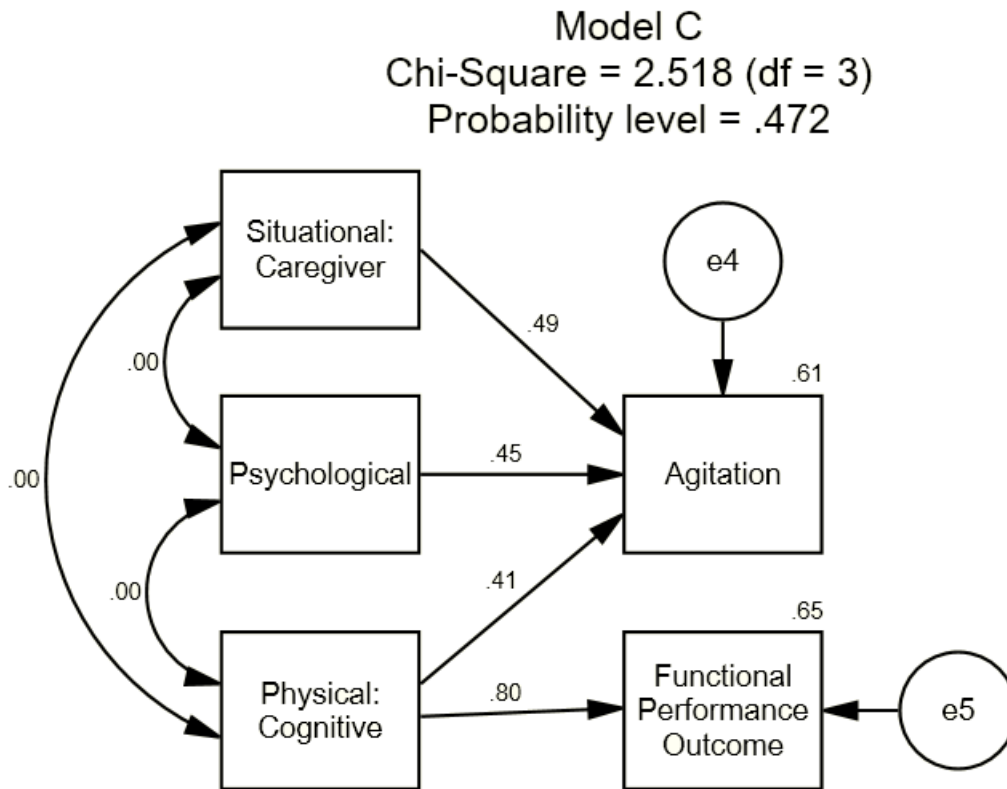 Model C
Chi-Square = 2.518 (df = 3)
Probability level = .472
Situational:
Caregiver
e4
.49
.00
.61
Psychological
.45
Agitation
.00
.00
.41
.65
Physical:
Cognitive
.80
Functional
Performance
Outcome
e5